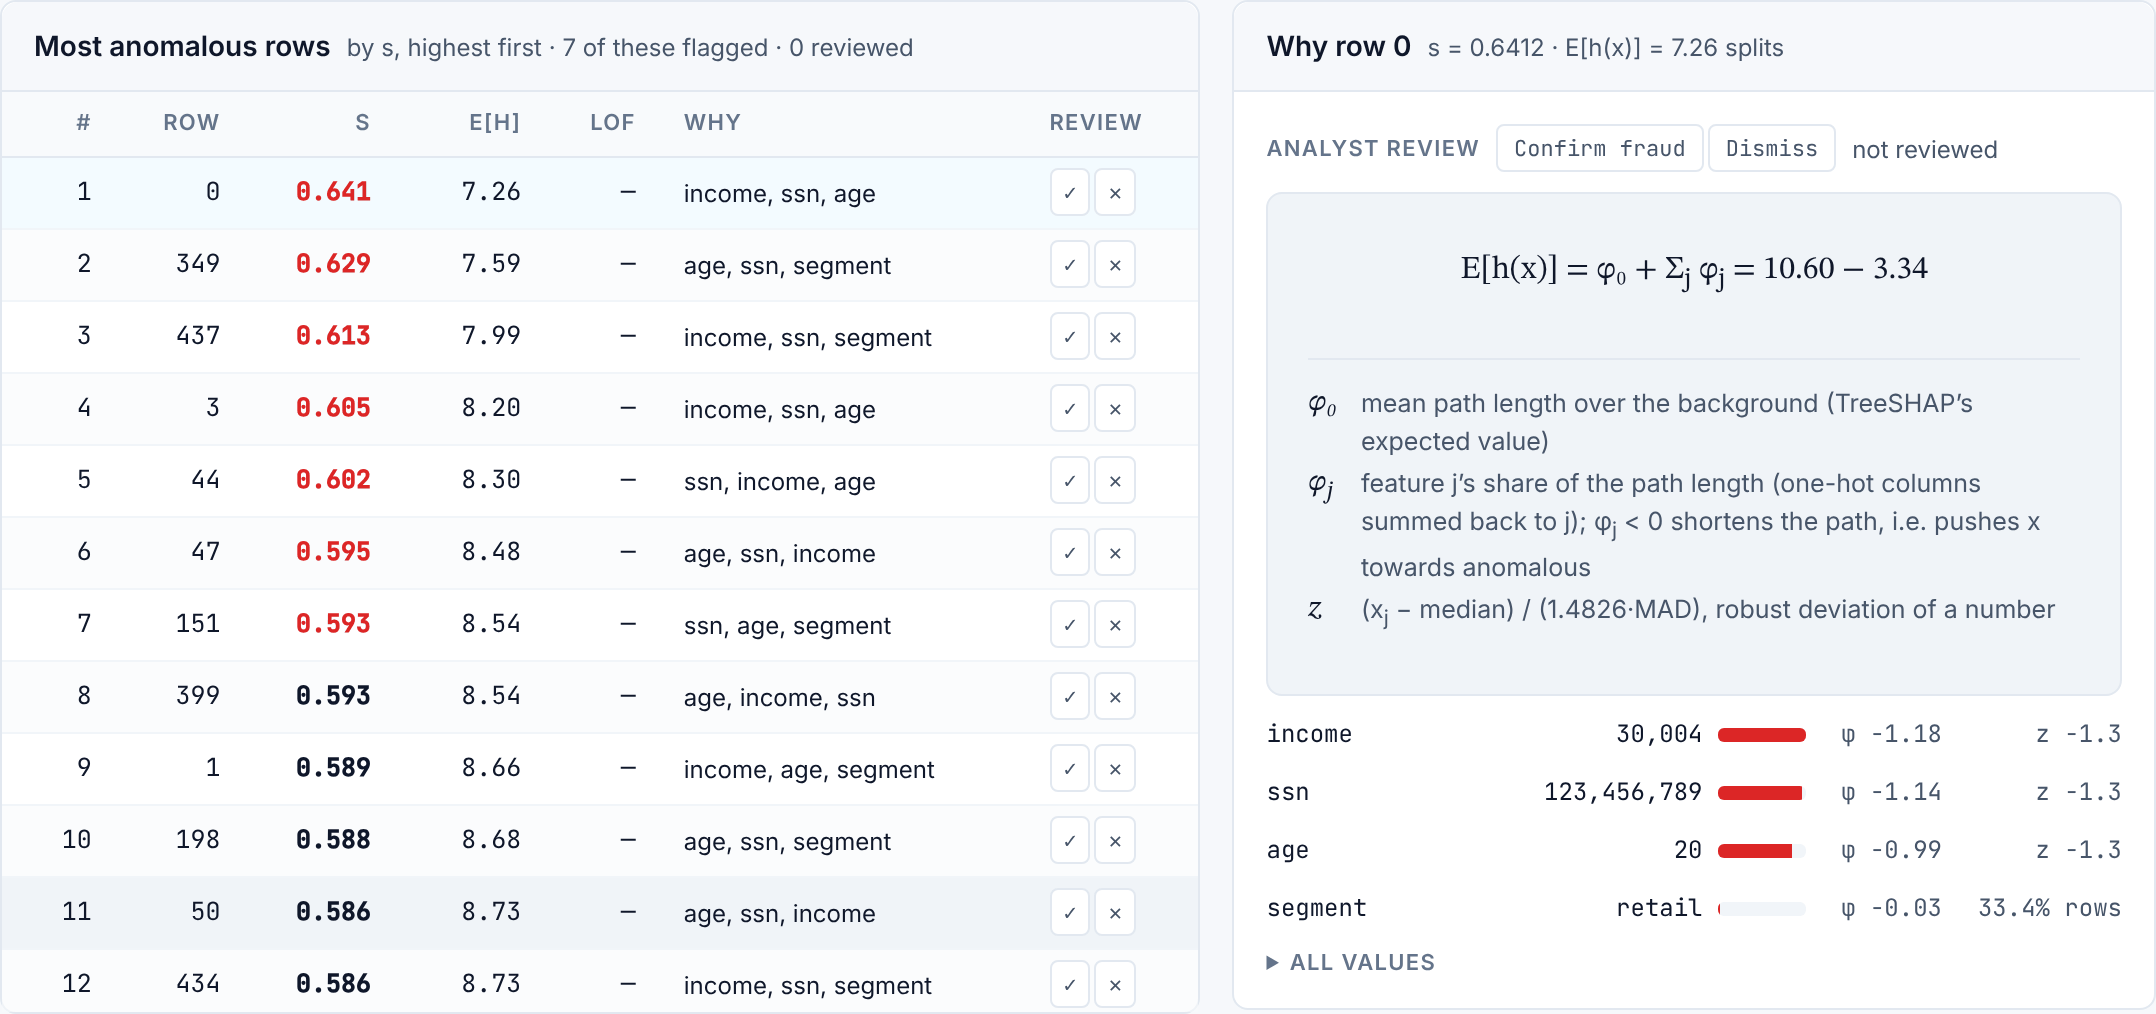 Most anomalous rows by s, highest first · 7 of these flagged · 0 reviewed
# ROW S E[H] LOF WHY REVIEW
1 0 0.641 7.26 — income, ssn, age ✓ ×
2 349 0.629 7.59 — age, ssn, segment ✓ ×
3 437 0.613 7.99 — income, ssn, segment ✓ ×
4 3 0.605 8.20 — income, ssn, age ✓ ×
5 44 0.602 8.30 — ssn, income, age ✓ ×
6 47 0.595 8.48 — age, ssn, income ✓ ×
7 151 0.593 8.54 — ssn, age, segment ✓ ×
8 399 0.593 8.54 — age, income, ssn ✓ ×
9 1 0.589 8.66 — income, age, segment ✓ ×
10 198 0.588 8.68 — age, ssn, segment ✓ ×
11 50 0.586 8.73 — age, ssn, income ✓ ×
12 434 0.586 8.73 — income, ssn, segment ✓ ×
Why row 0 s = 0.6412 · E[h(x)] = 7.26 splits
ANALYST REVIEW Confirm fraud Dismiss not reviewed
E[h(x)] = φ₀ + Σⱼ φⱼ = 10.60 − 3.34
φ₀ mean path length over the background (TreeSHAP’s
expected value)
φⱼ feature j’s share of the path length (one-hot columns
summed back to j); φⱼ < 0 shortens the path, i.e. pushes x
towards anomalous
z (xⱼ − median) / (1.4826·MAD), robust deviation of a number
income 30,004 φ -1.18 z -1.3
ssn 123,456,789 φ -1.14 z -1.3
age 20 φ -0.99 z -1.3
segment retail φ -0.03 33.4% rows
▶ ALL VALUES